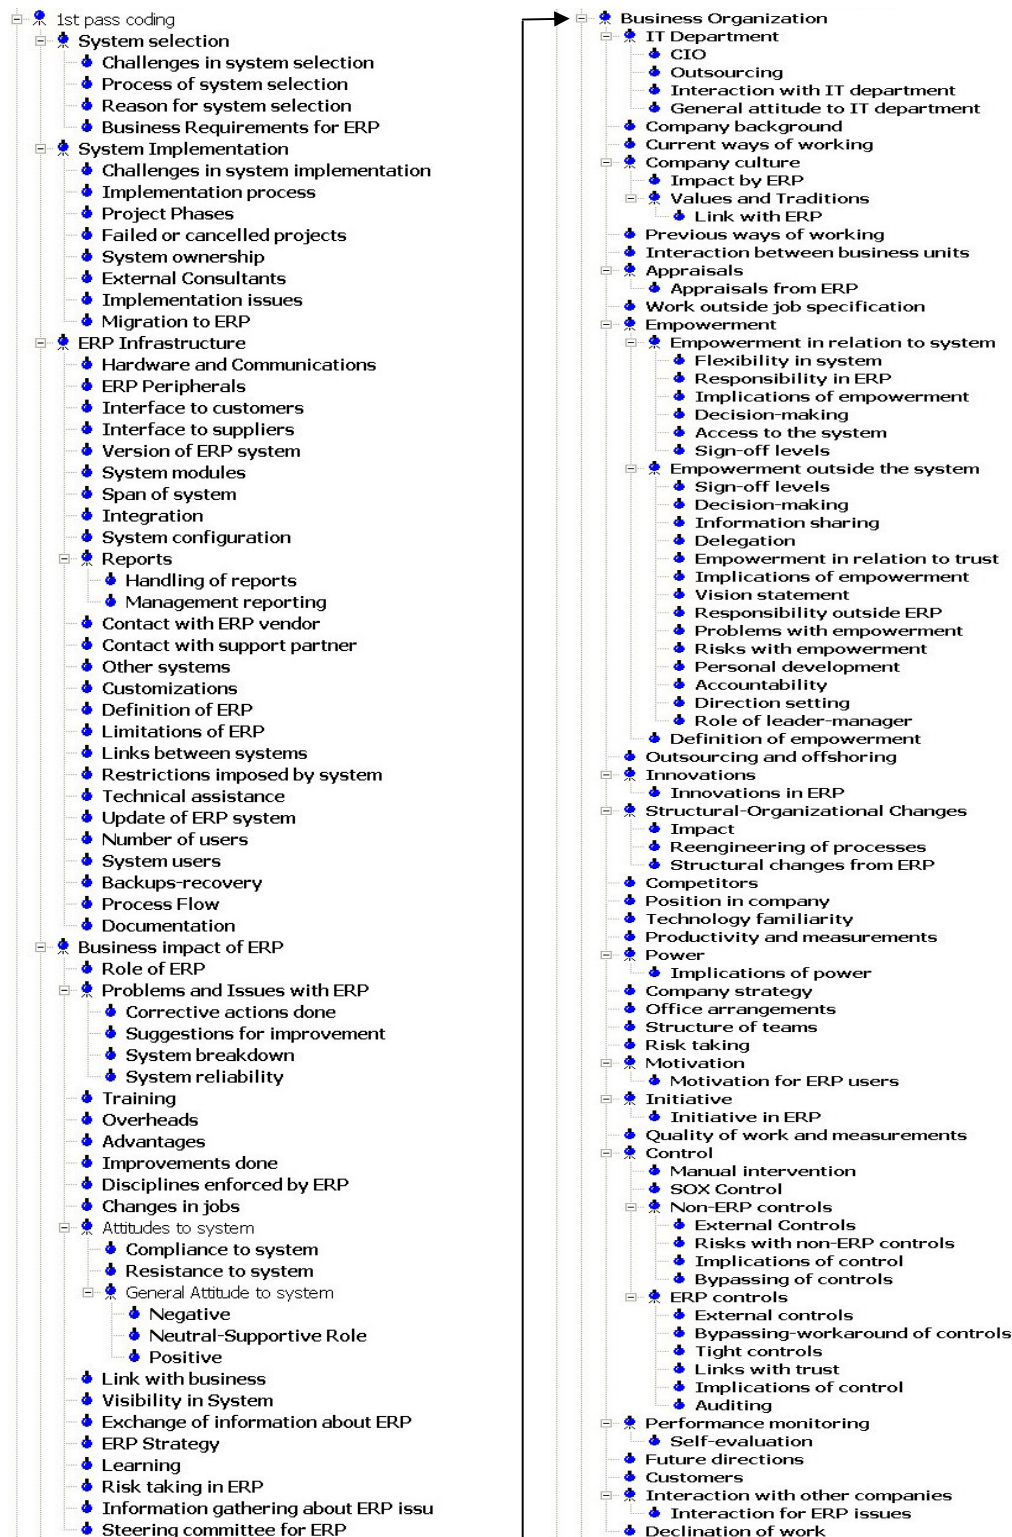 1st pass coding
System selection
Challenges in system selection
Process of system selection
Reason for system selection
Business Requirements for ERP
System Implementation
Challenges in system implementation
Implementation process
Project Phases
Failed or cancelled projects
System ownership
External Consultants
Implementation issues
Migration to ERP
ERP Infrastructure
Hardware and Communications
ERP Peripherals
Interface to customers
Interface to suppliers
Version of ERP system
System modules
Span of system
Integration
System configuration
Reports
Handling of reports
Management reporting
Contact with ERP vendor
Contact with support partner
Other systems
Customizations
Definition of ERP
Limitations of ERP
Links between systems
Restrictions imposed by system
Technical assistance
Update of ERP system
Number of users
System users
Backups-recovery
Process Flow
Documentation
Business impact of ERP
Role of ERP
Problems and Issues with ERP
Corrective actions done
Suggestions for improvement
System breakdown
System reliability
Training
Overheads
Advantages
Improvements done
Disciplines enforced by ERP
Changes in jobs
Attitudes to system
Compliance to system
Resistance to system
General Attitude to system
Negative
Neutral-Supportive Role
Positive
Link with business
Visibility in System
Exchange of information about ERP
ERP Strategy
Learning
Risk taking in ERP
Information gathering about ERP issu
Steering committee for ERP
Business Organization
IT Department
CIO
Outsourcing
Interaction with IT department
General attitude to IT department
Company background
Current ways of working
Company culture
Impact by ERP
Values and Traditions
Link with ERP
Previous ways of working
Interaction between business units
Appraisals
Appraisals from ERP
Work outside job specification
Empowerment
Empowerment in relation to system
Flexibility in system
Responsibility in ERP
Implications of empowerment
Decision-making
Access to the system
Sign-off levels
Empowerment outside the system
Sign-off levels
Decision-making
Information sharing
Delegation
Empowerment in relation to trust
Implications of empowerment
Vision statement
Responsibility outside ERP
Problems with empowerment
Risks with empowerment
Personal development
Accountability
Direction setting
Role of leader-manager
Definition of empowerment
Outsourcing and offshoring
Innovations
Innovations in ERP
Structural-Organizational Changes
Impact
Reengineering of processes
Structural changes from ERP
Competitors
Position in company
Technology familiarity
Productivity and measurements
Power
Implications of power
Company strategy
Office arrangements
Structure of teams
Risk taking
Motivation
Motivation for ERP users
Initiative
Initiative in ERP
Quality of work and measurements
Control
Manual intervention
SOX Control
Non-ERP controls
External Controls
Risks with non-ERP controls
Implications of control
Bypassing of controls
ERP controls
External controls
Bypassing-workaround of controls
Tight controls
Links with trust
Implications of control
Auditing
Performance monitoring
Self-evaluation
Future directions
Customers
Interaction with other companies
Interaction for ERP issues
Declination of work